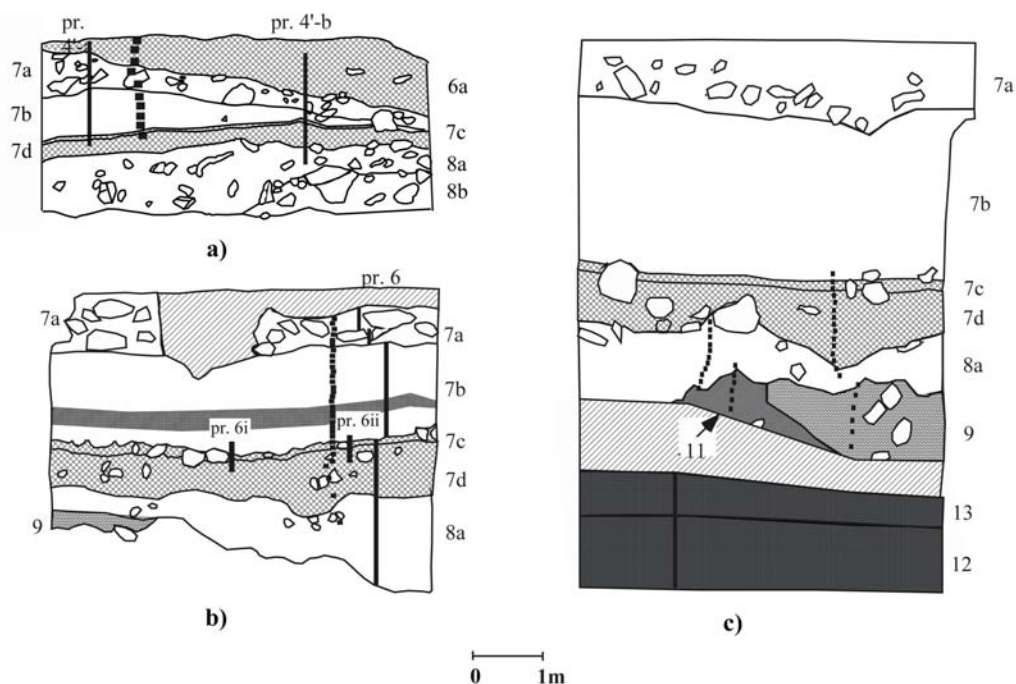 pr. 4'
pr. 4'-b
7a
7b
7d
6a
7c
8a
8b
a)
pr. 6
7a
7a
7b
pr. 6i
pr. 6ii
7c
7d
9
8a
b)
7a
7b
7c
7d
8a
9
11
13
12
c)
0 1m